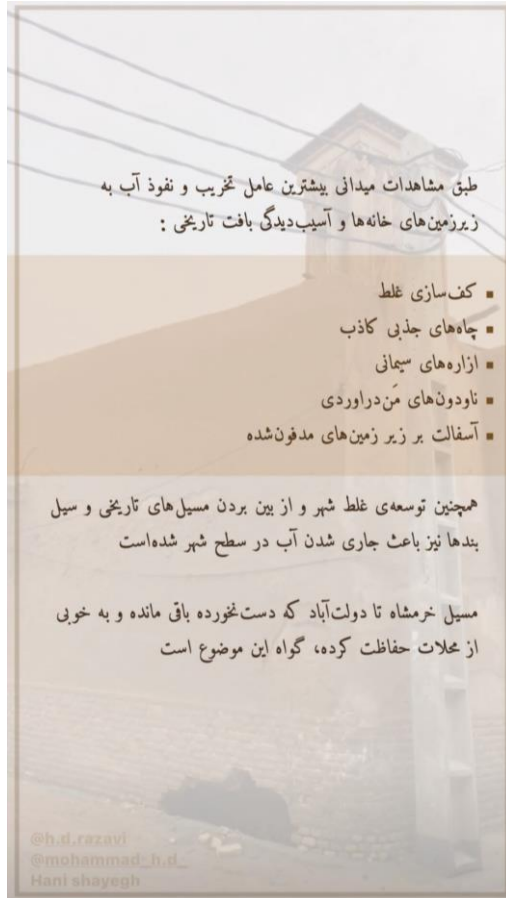 طبق مشاهدات میدانی بیشترین عامل تخریب و نفوذ آب به
زیرزمین‌های خانه‌ها و آسیب‌دیدگی بافت تاریخی :
▪ کف‌سازی غلط
▪ چاه‌های جذبی کاذب
▪ ازاره‌های سیمانی
▪ ناودون‌های مَن‌دراوردی
▪ آسفالت بر زیر زمین‌های مدفون‌شده
همچنین توسعه‌ی غلط شهر و از بین بردن مسیل‌های تاریخی و سیل
بندها نیز باعث جاری شدن آب در سطح شهر شده‌است
مسیل خرمشاه تا دولت‌آباد که دست‌نخورده باقی مانده و به خوبی
از محلات حفاظت کرده، گواه این موضوع است
@h.d.razavi
@mohammad_h.d_
Hani shayegh